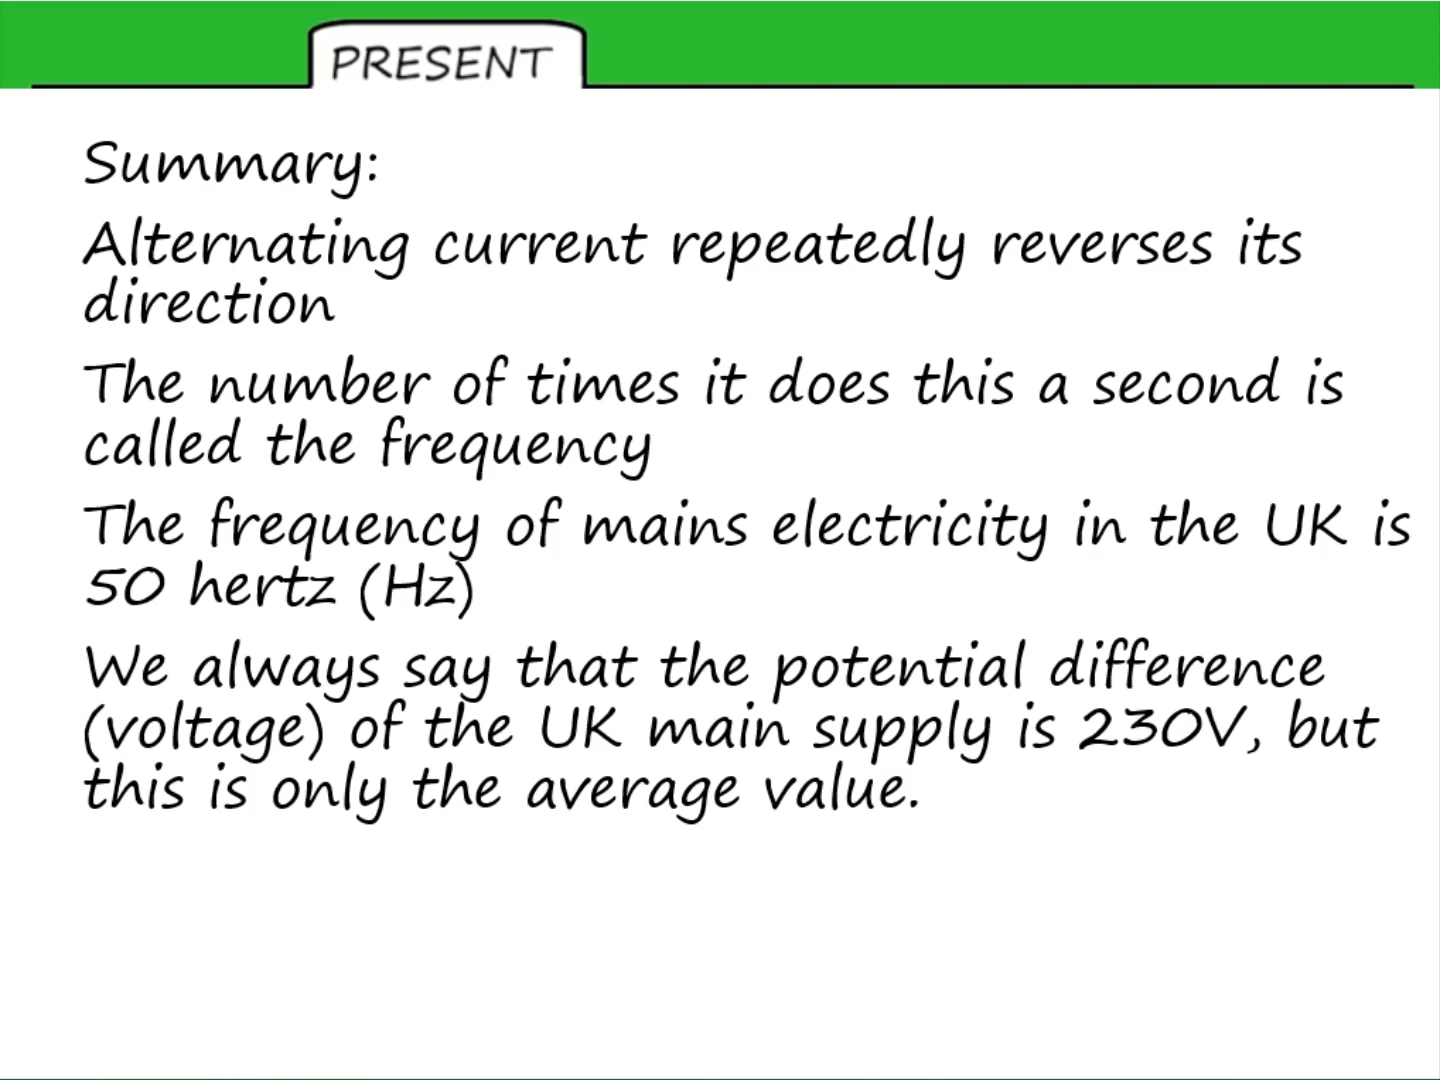 PRESENT
Summary:
Alternating current repeatedly reverses its
direction
The number of times it does this a second is
called the frequency
The frequency of mains electricity in the UK is
50 hertz (Hz)
We always say that the potential difference
(voltage) of the UK main supply is 230V, but
this is only the average value.